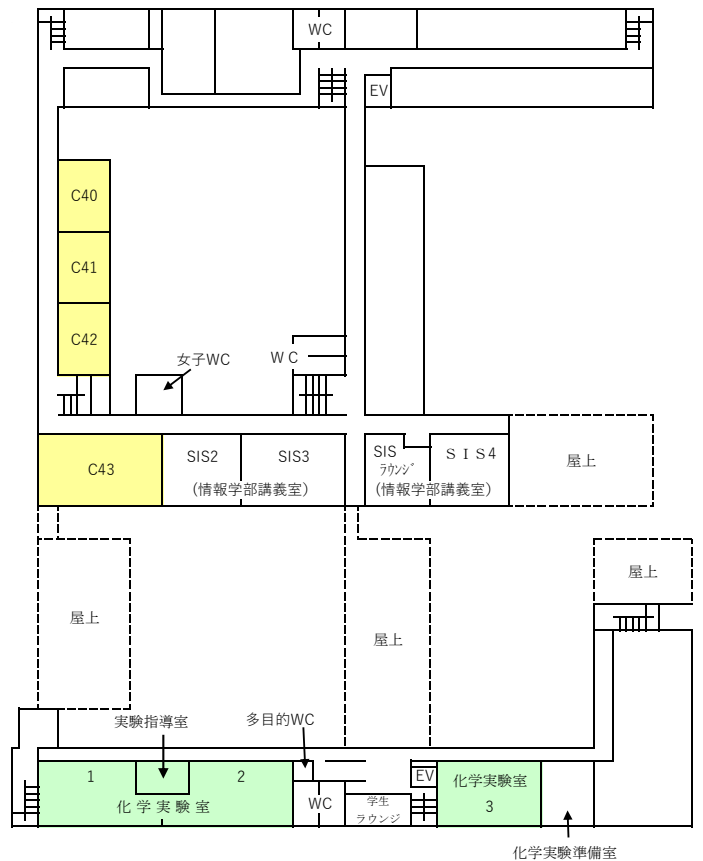 WC
EV
C40
C41
C42
女子WC
ＷＣ
C43
SIS2
SIS3
(情報学部講義室)
SIS
ﾗｳﾝｼﾞ
ＳＩＳ4
(情報学部講義室)
屋上
屋上
屋上
屋上
実験指導室
多目的WC
1
2
化学実験室
WC
学生
ラウンジ
EV
化学実験室
3
化学実験準備室